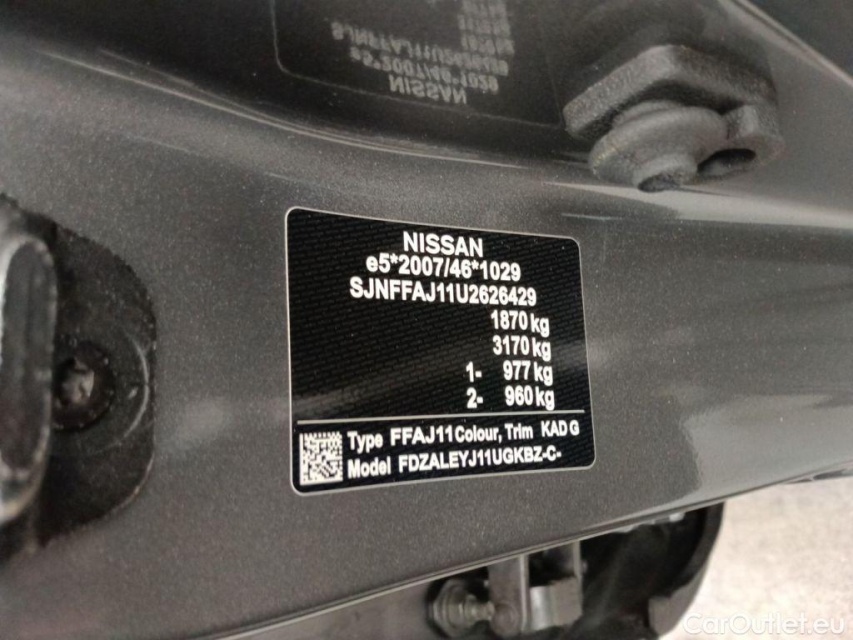 NISSAN
e5*2007/46*1029
SJNFFAJ11U2626429
1870 kg
3170 kg
1- 977 kg
2- 960 kg
Type FFAJ11 Colour, Trim KAD G
Model FDZALEYJ11UGKBZ-C-
CarOutlet.eu